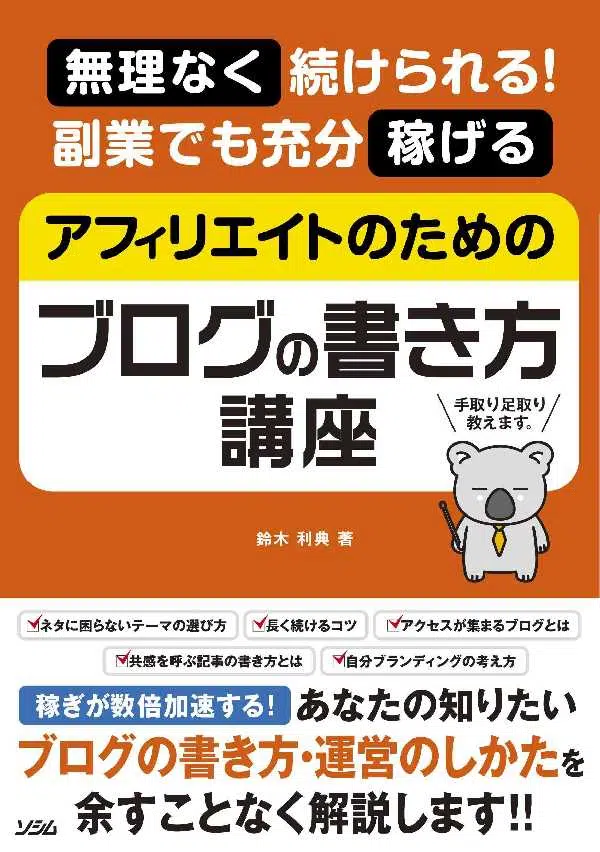 無理なく 続けられる!
副業でも充分 稼げる
アフィリエイトのための
ブログの書き方
講座
手取り足取り
教えます。
鈴木 利典 著
ネタに困らないテーマの選び方 長く続けるコツ アクセスが集まるブログとは
共感を呼ぶ記事の書き方とは 自分ブランディングの考え方
稼ぎが数倍加速する! あなたの知りたい
ブログの書き方・運営のしかたを
余すことなく解説します!!
ソシム